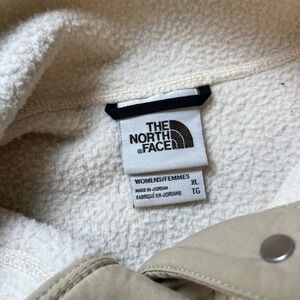 THE
NORTH
FACE
WOMENS/FEMMES XL
MADE IN JORDAN
FABRIQUÉ EN JORDANIE TG